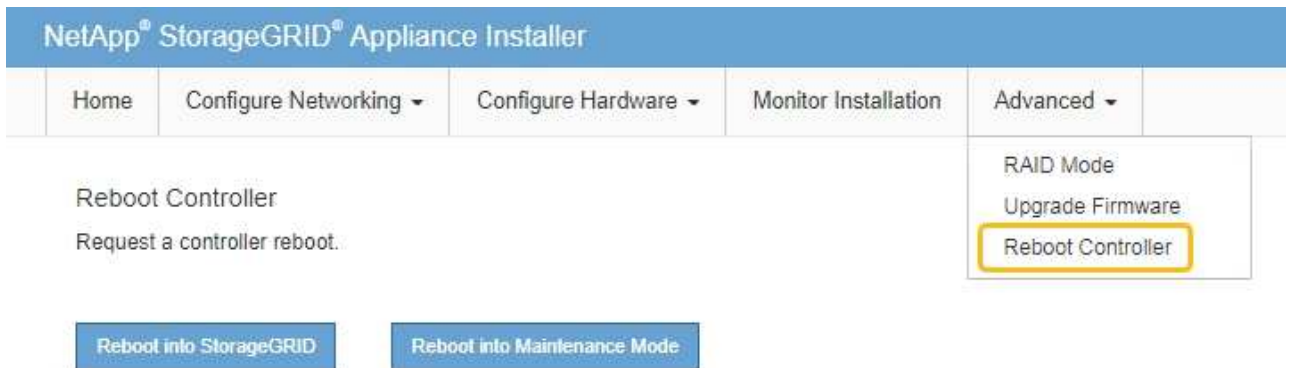 NetApp® StorageGRID® Appliance Installer
Home Configure Networking Configure Hardware Monitor Installation Advanced
RAID Mode
Upgrade Firmware
Reboot Controller
Reboot Controller
Request a controller reboot.
Reboot into StorageGRID Reboot into Maintenance Mode